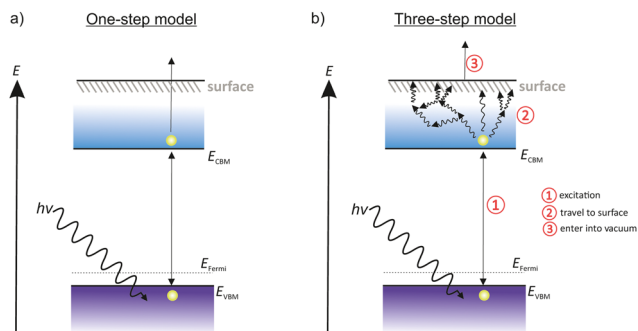 a)
One-step model
E
surface
E_CBM
hν
E_Fermi
E_VBM
b)
Three-step model
E
3
surface
2
E_CBM
1
hν
E_Fermi
E_VBM
1 excitation
2 travel to surface
3 enter into vacuum